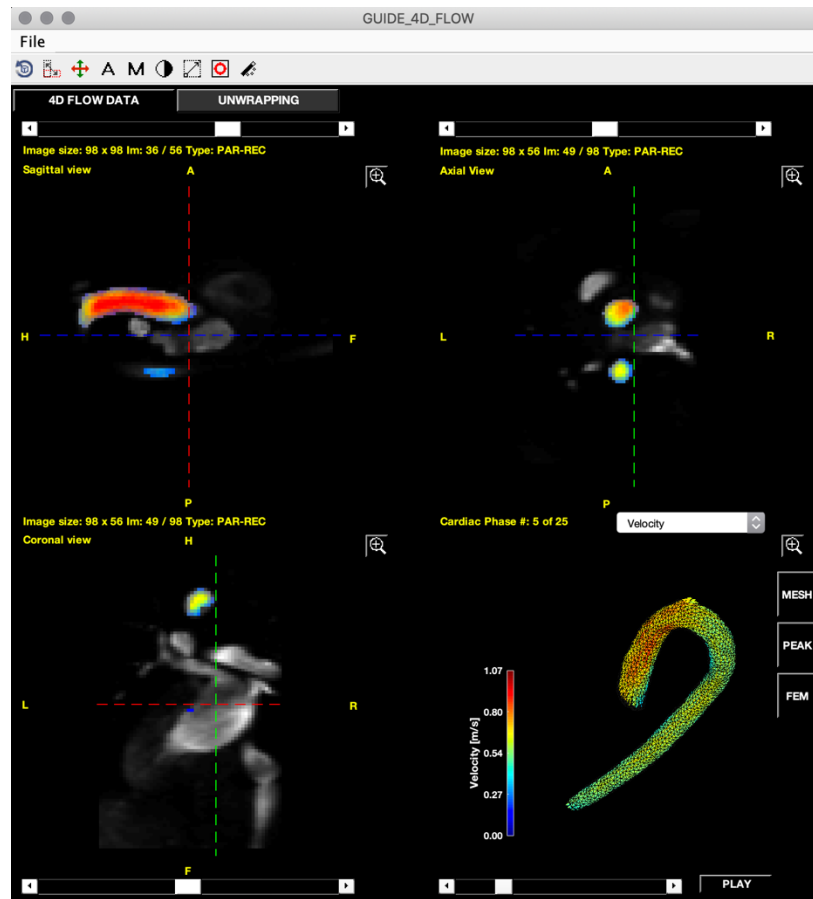 GUIDE_4D_FLOW
File
A M
4D FLOW DATA UNWRAPPING
Image size: 98 x 98 Im: 36 / 56 Type: PAR-REC
Sagittal view
A
H
F
P
Image size: 98 x 56 Im: 49 / 98 Type: PAR-REC
Axial View
A
L
R
P
Image size: 98 x 56 Im: 49 / 98 Type: PAR-REC
Coronal view
H
L
R
F
Cardiac Phase #: 5 of 25
Velocity
MESH
PEAK
FEM
Velocity [m/s]
1.07
0.80
0.54
0.27
0.00
PLAY